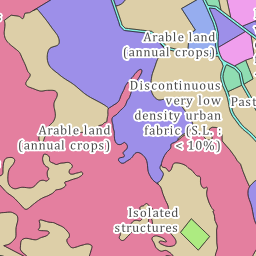 Arable land
(annual crops)
Discontinuous
very low
density urban
fabric (S.L. :
< 10%)
Past
Arable land
(annual crops)
Isolated
structures